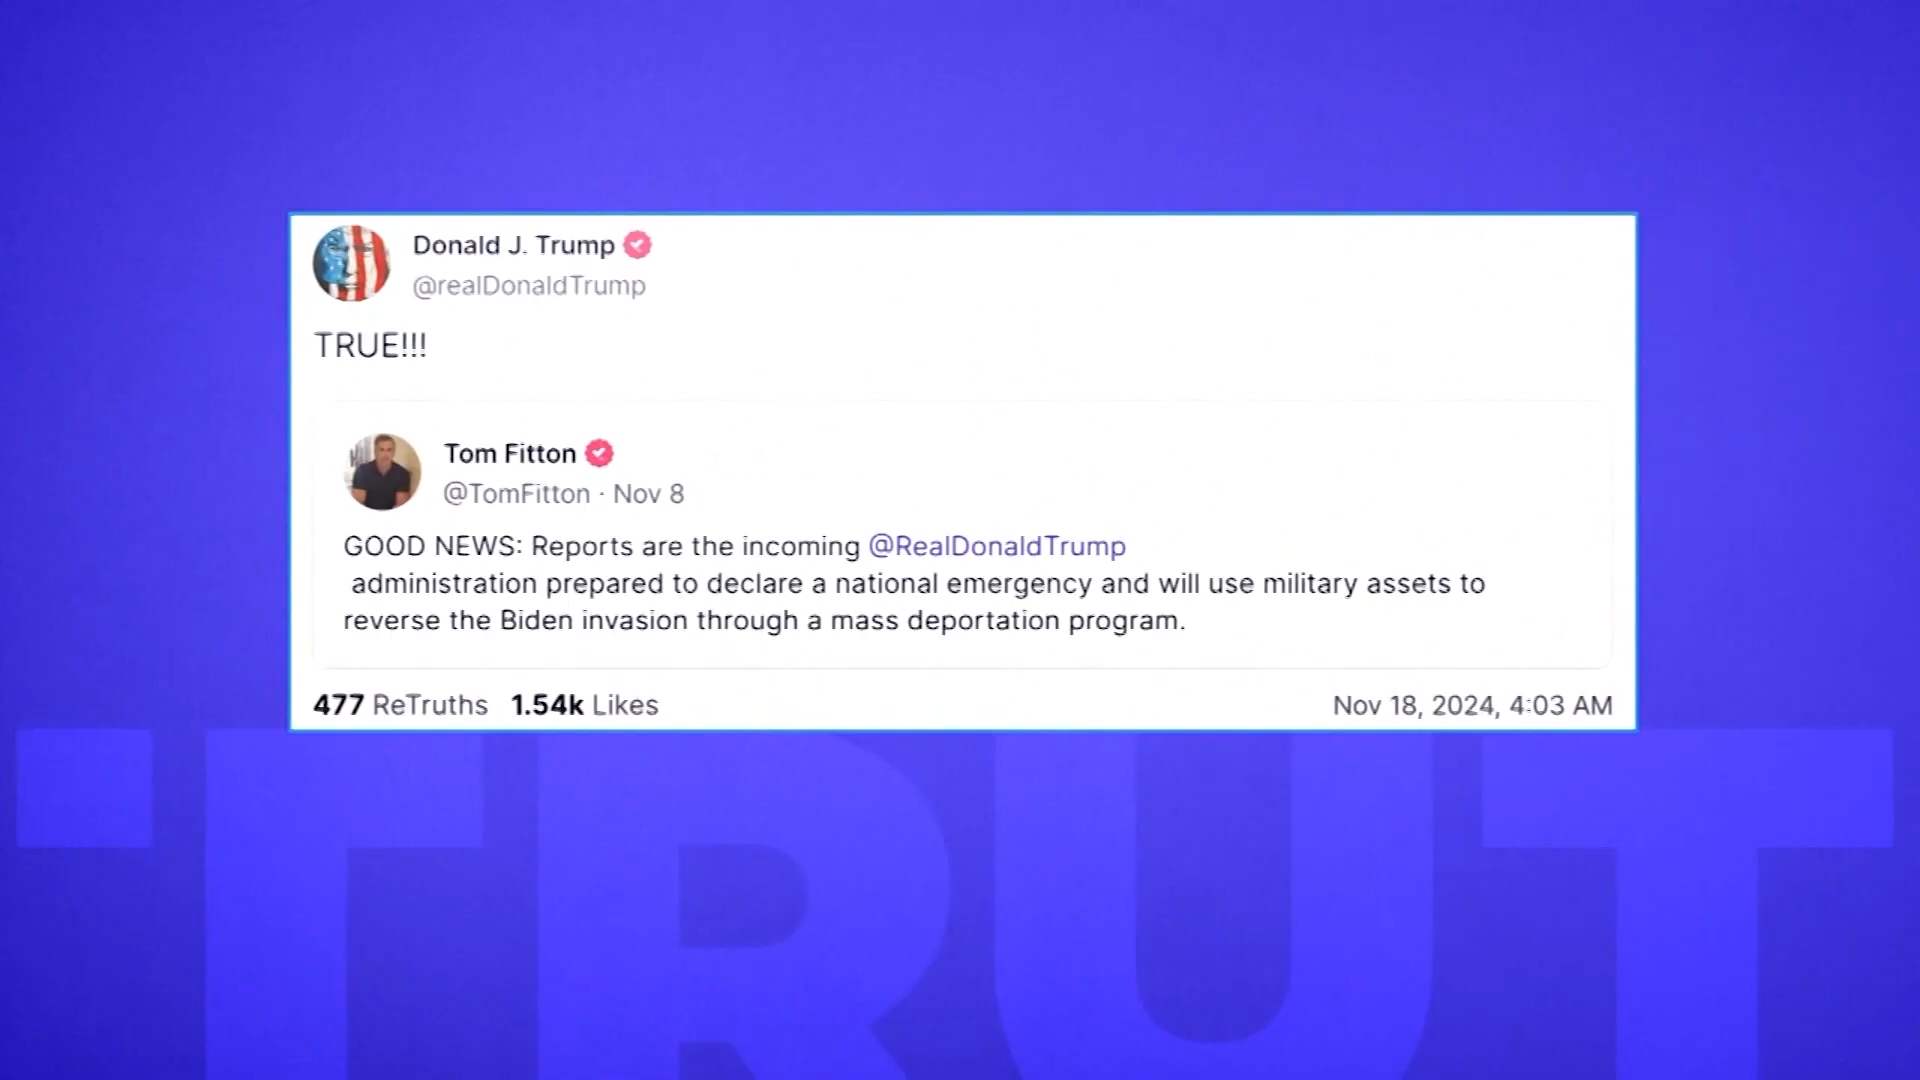 Donald J. Trump
@realDonaldTrump
TRUE!!!
Tom Fitton
@TomFitton · Nov 8
GOOD NEWS: Reports are the incoming @RealDonaldTrump
administration prepared to declare a national emergency and will use military assets to
reverse the Biden invasion through a mass deportation program.
477 ReTruths 1.54k Likes
Nov 18, 2024, 4:03 AM
TRUT